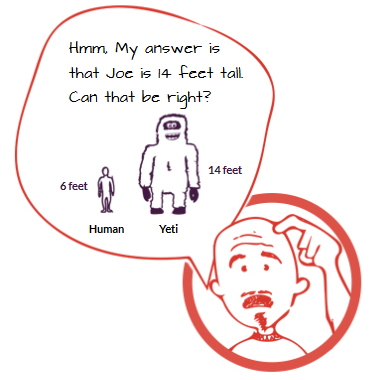 Hmm, My answer is
that Joe is 14 feet tall.
Can that be right?
14 feet
6 feet
Human Yeti